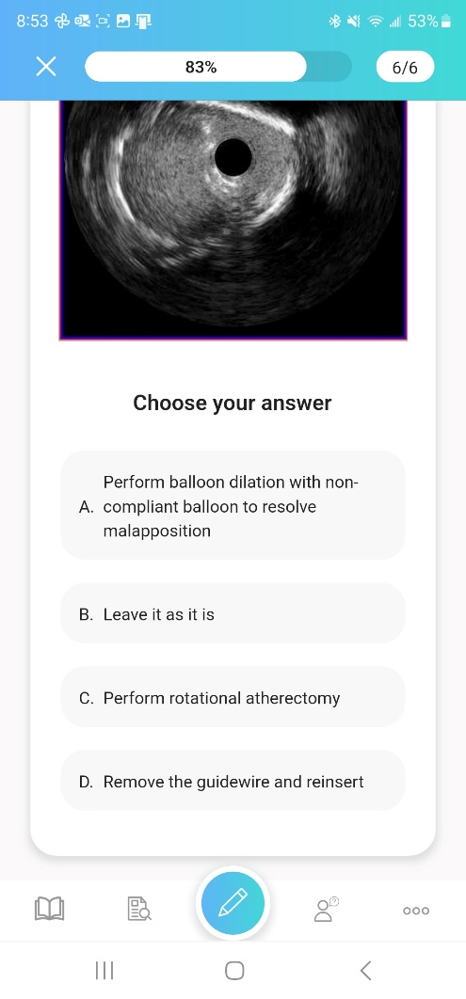 8:53
53%
83%
6/6
Choose your answer
Perform balloon dilation with non-
A. compliant balloon to resolve
malapposition
B. Leave it as it is
C. Perform rotational atherectomy
D. Remove the guidewire and reinsert